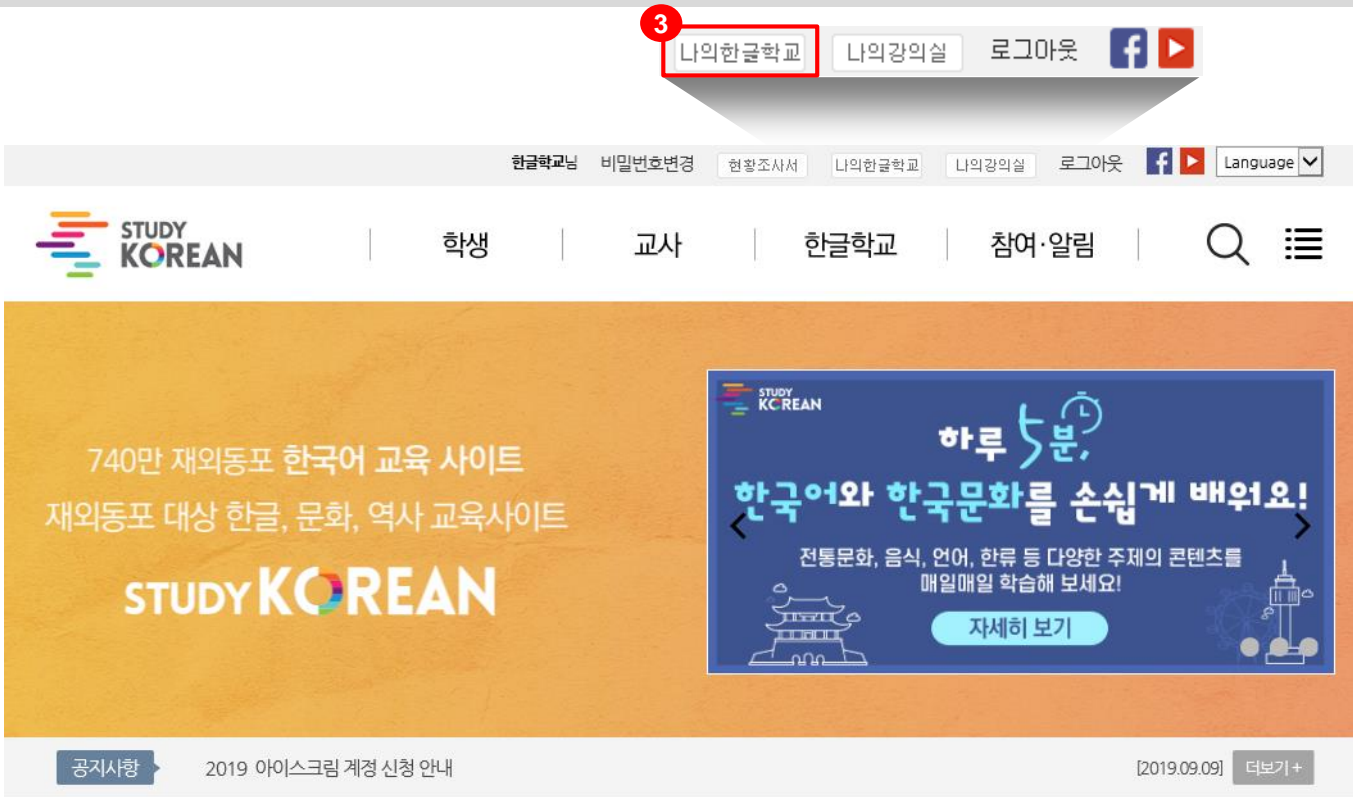 3
나의한글학교 나의강의실 로그아웃
한글학교님 비밀번호변경 현황조사서 나의한글학교 나의강의실 로그아웃 Language
STUDY
KOREAN
학생 교사 한글학교 참여·알림
740만 재외동포 한국어 교육 사이트
재외동포 대상 한글, 문화, 역사 교육사이트
STUDY KOREAN
STUDY
KOREAN
하루 5분,
한국어와 한국문화를 손쉽게 배워요!
전통문화, 음식, 언어, 한류 등 다양한 주제의 콘텐츠를
매일매일 학습해 보세요!
자세히 보기
공지사항 2019 아이스크림 계정 신청 안내 [2019.09.09] 더보기 +